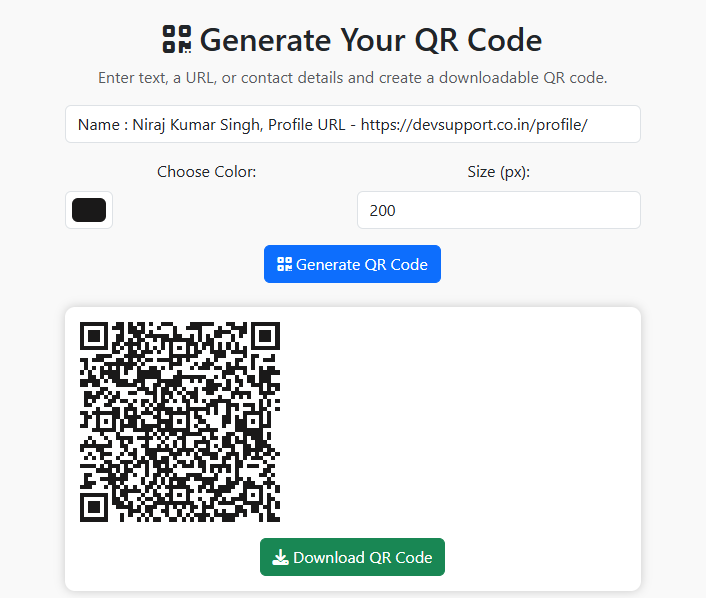 Generate Your QR Code
Enter text, a URL, or contact details and create a downloadable QR code.
Name : Niraj Kumar Singh, Profile URL - https://devsupport.co.in/profile/
Choose Color:
Size (px):
200
Generate QR Code
Download QR Code